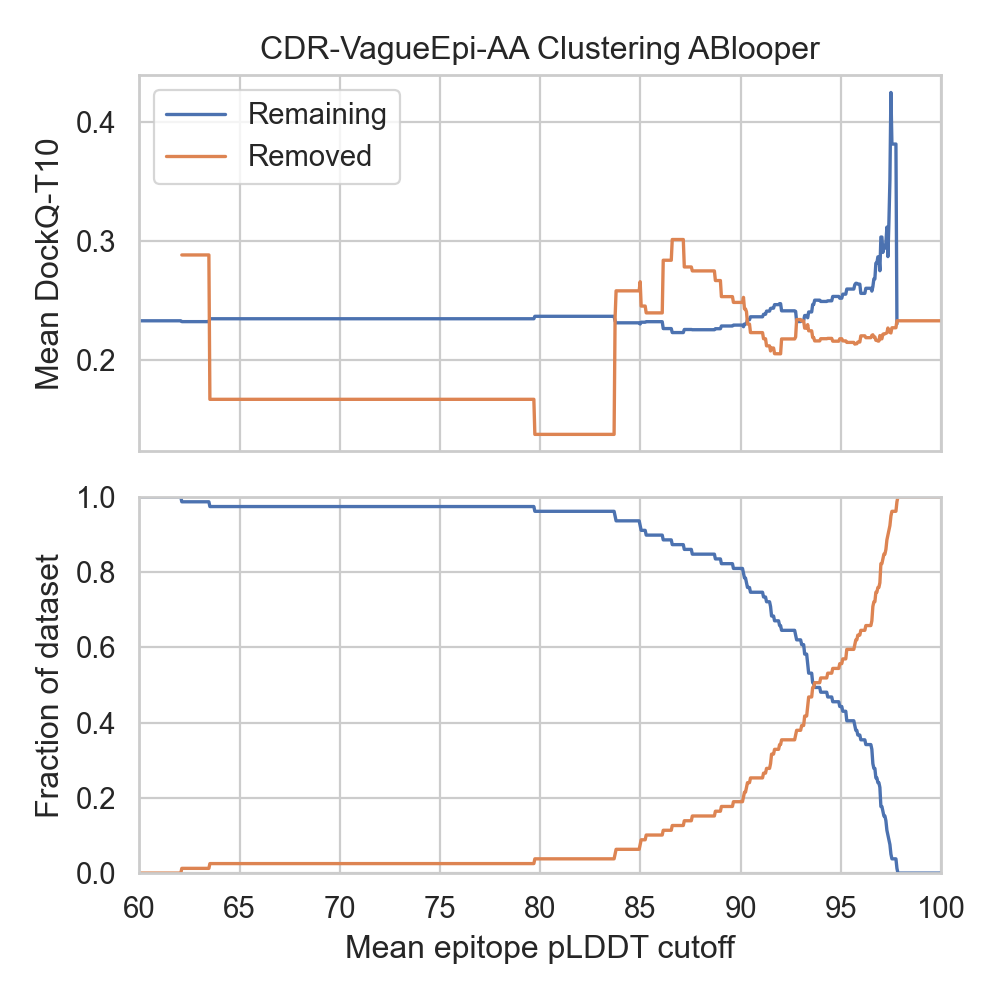 CDR-VagueEpi-AA Clustering ABlooper
Remaining
Removed
Mean DockQ-T10
0.4
0.3
0.2
Fraction of dataset
1.0
0.8
0.6
0.4
0.2
0.0
60 65 70 75 80 85 90 95 100
Mean epitope pLDDT cutoff